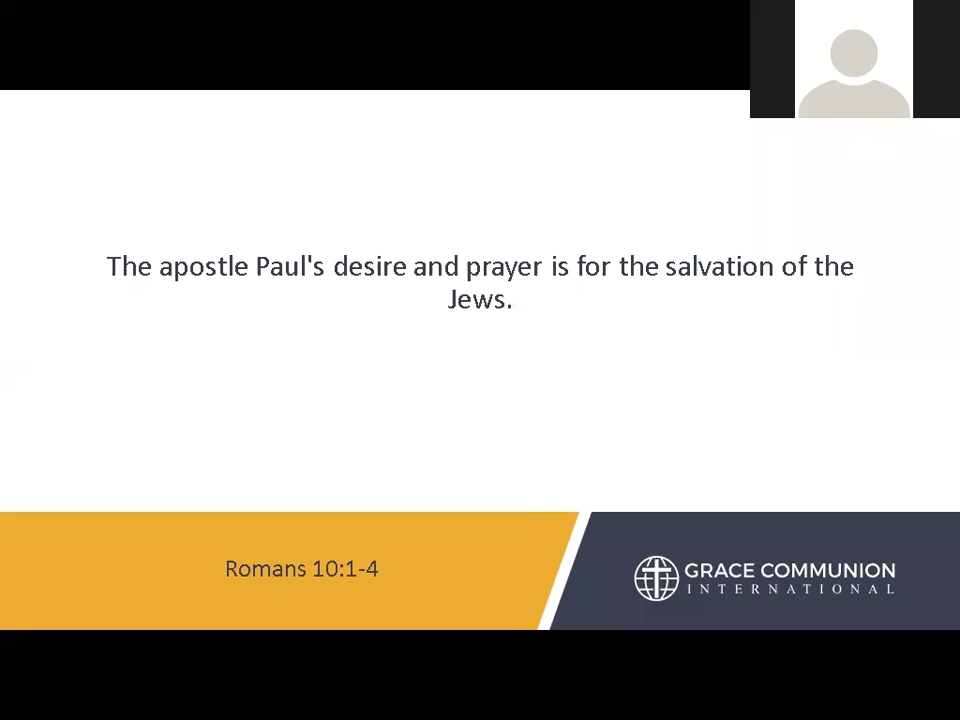 The apostle Paul's desire and prayer is for the salvation of the
Jews.
Romans 10:1-4
GRACE COMMUNION
INTERNATIONAL